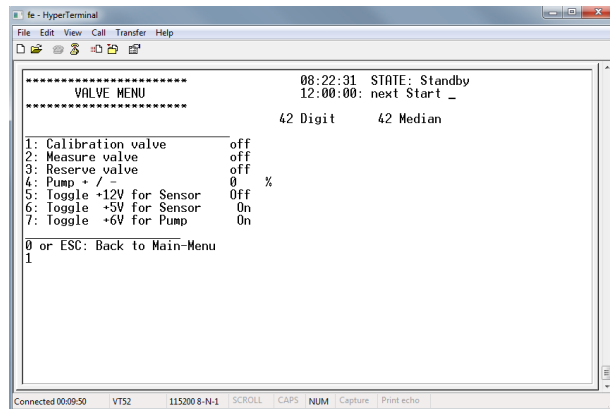 fe - HyperTerminal
File Edit View Call Transfer Help
************************ 08:22:31 STATE: Standby
VALVE MENU 12:00:00: next Start _
************************
42 Digit 42 Median
1: Calibration valve off
2: Measure valve off
3: Reserve valve off
4: Pump + / - 0 %
5: Toggle +12V for Sensor Off
6: Toggle +5V for Sensor On
7: Toggle +6V for Pump On
0 or ESC: Back to Main-Menu
1
Connected 00:09:50 VT52 115200 8-N-1 SCROLL CAPS NUM Capture Print echo